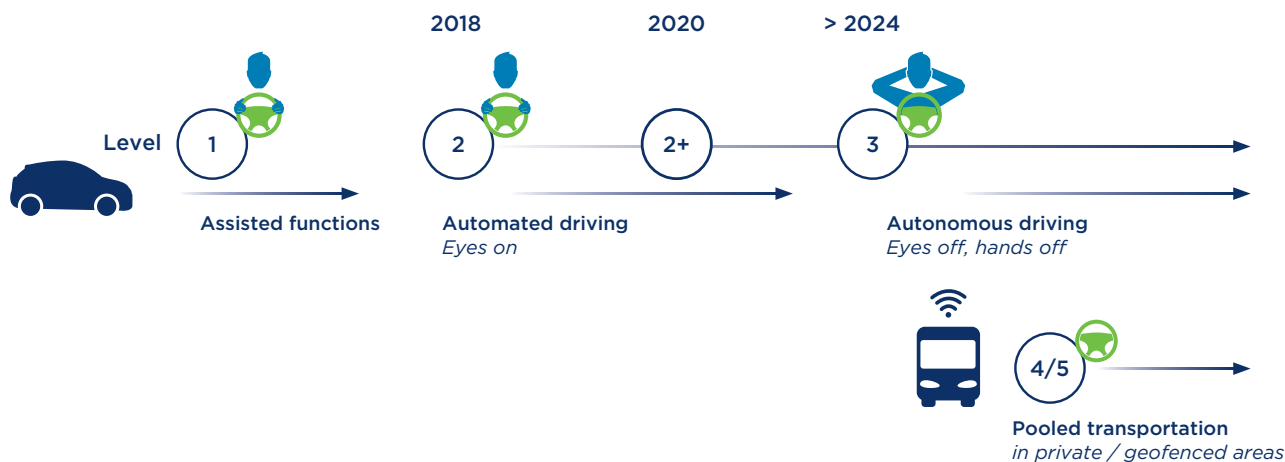 2018
2020
> 2024
Level
1
2
2+
3
Assisted functions
Automated driving
Eyes on
Autonomous driving
Eyes off, hands off
4/5
Pooled transportation
in private / geofenced areas